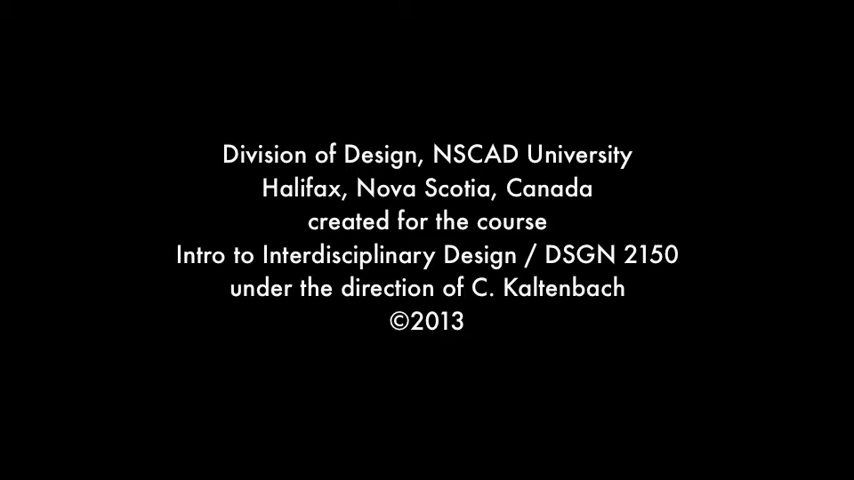 Division of Design, NSCAD University
Halifax, Nova Scotia, Canada
created for the course
Intro to Interdisciplinary Design / DSGN 2150
under the direction of C. Kaltenbach
©2013